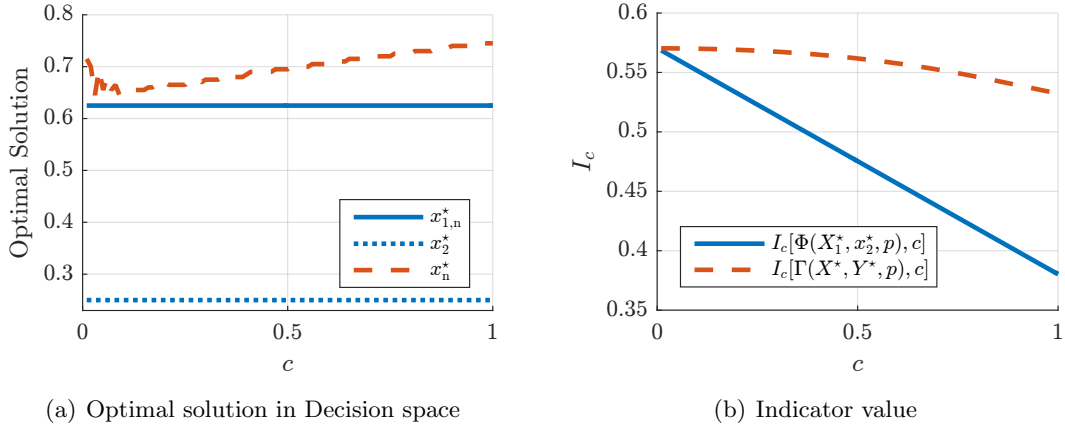 0.8
0.7
0.6
0.5
0.4
0.3
Optimal Solution
0
0.5
1
c
x⋆1,n
x⋆2
x⋆n
(a) Optimal solution in Decision space
0.6
0.55
0.5
0.45
0.4
0.35
Ic
0
0.5
1
c
Ic[Φ(X⋆1, x⋆2, p), c]
Ic[Γ(X⋆, Y⋆, p), c]
(b) Indicator value